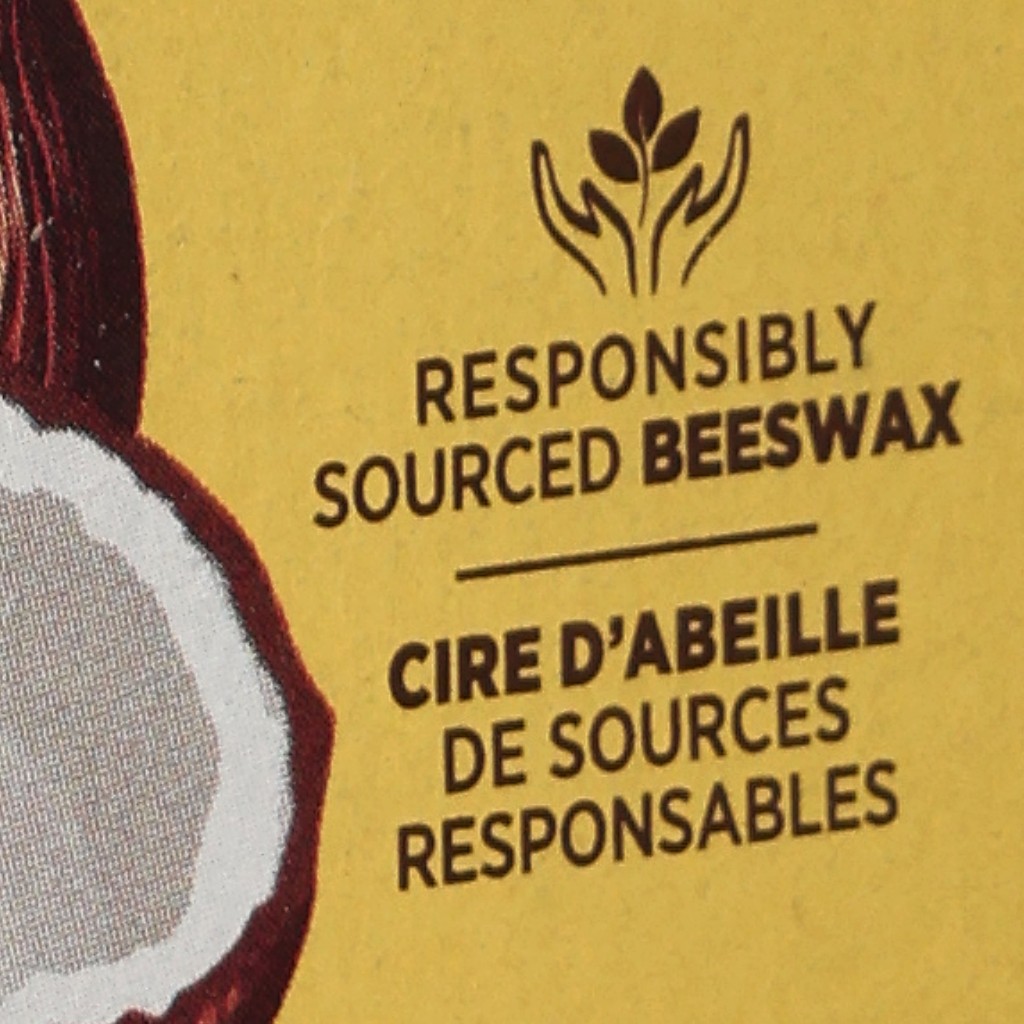 RESPONSIBLY
SOURCED BEESWAX
CIRE D’ABEILLE
DE SOURCES
RESPONSABLES